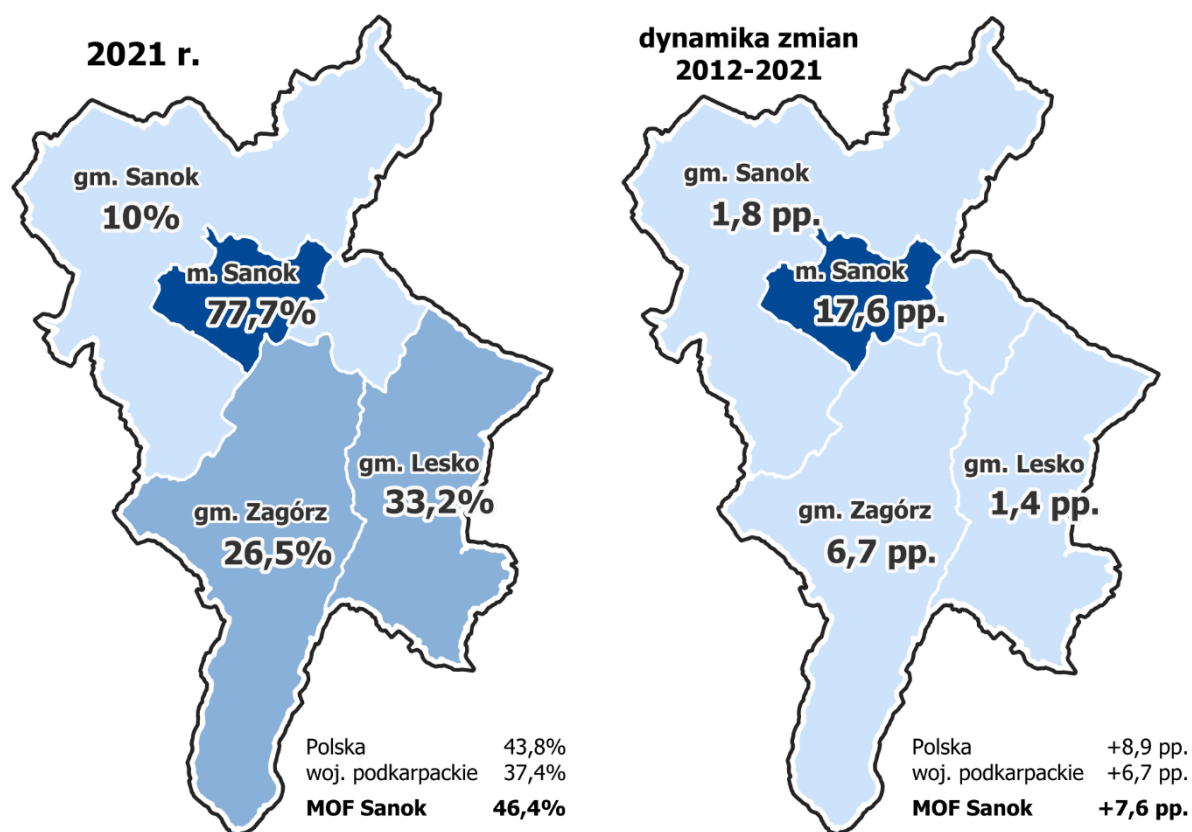 2021 r.
gm. Sanok
10%
m. Sanok
77,7%
gm. Lesko
33,2%
gm. Zagórz
26,5%
Polska 43,8%
woj. podkarpackie 37,4%
MOF Sanok 46,4%
dynamika zmian
2012-2021
gm. Sanok
1,8 pp.
m. Sanok
17,6 pp.
gm. Lesko
1,4 pp.
gm. Zagórz
6,7 pp.
Polska +8,9 pp.
woj. podkarpackie +6,7 pp.
MOF Sanok +7,6 pp.